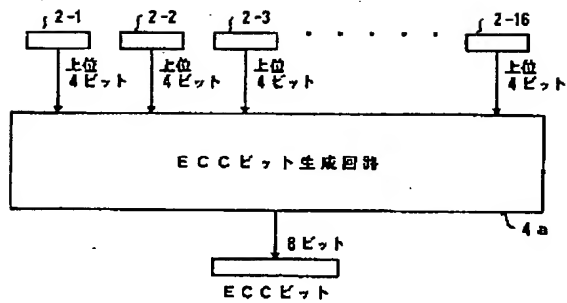 2-1 2-2 2-3 ・・・・・・ 2-16
上位 上位 上位 上位
4ビット 4ビット 4ビット 4ビット
ECCビット生成回路
4a
8ビット
ECCビット